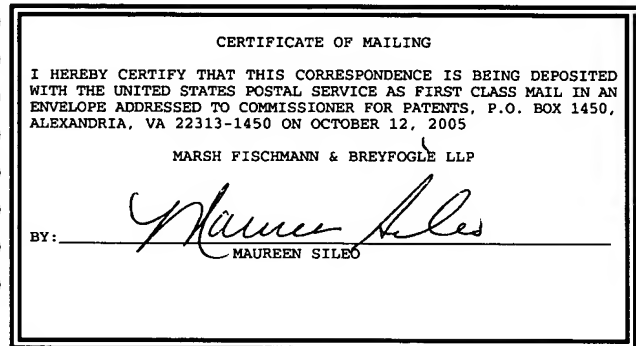 CERTIFICATE OF MAILING
I HEREBY CERTIFY THAT THIS CORRESPONDENCE IS BEING DEPOSITED
WITH THE UNITED STATES POSTAL SERVICE AS FIRST CLASS MAIL IN AN
ENVELOPE ADDRESSED TO COMMISSIONER FOR PATENTS, P.O. BOX 1450,
ALEXANDRIA, VA 22313-1450 ON OCTOBER 12, 2005
MARSH FISCHMANN & BREYFOGLE LLP
BY: Maureen Sileo
MAUREEN SILEO